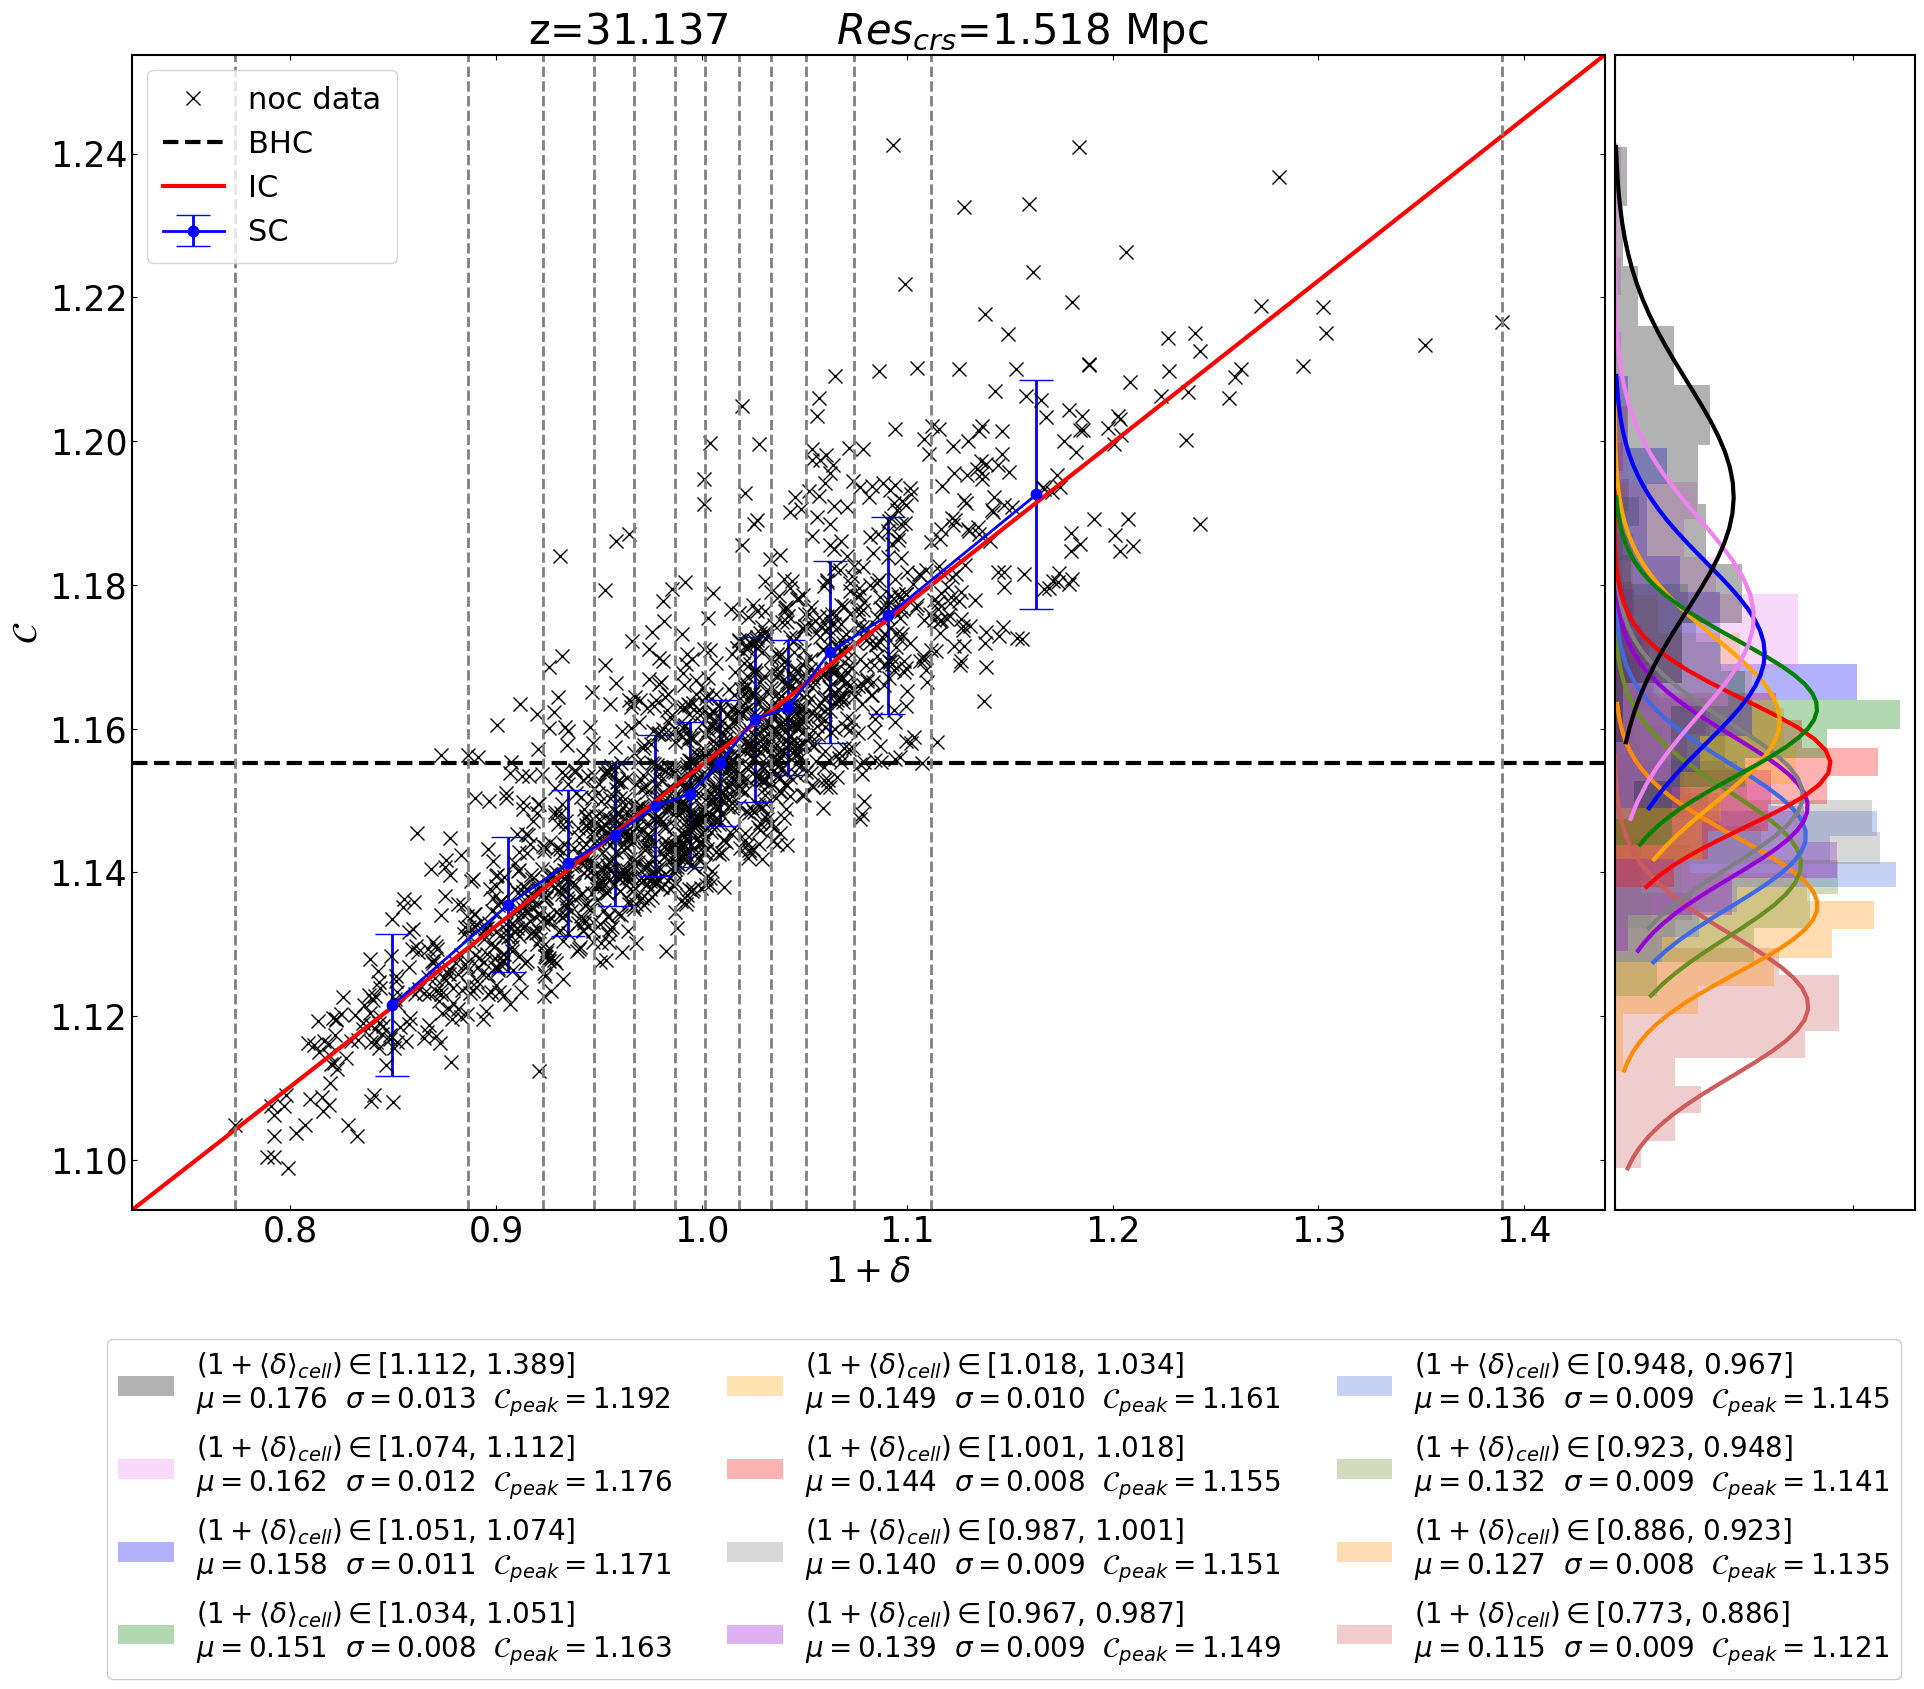 z=31.137 Res_crs=1.518 Mpc
noc data
BHC
IC
SC
1.24
1.22
1.20
1.18
1.16
1.14
1.12
1.10
𝒞
0.8 0.9 1.0 1.1 1.2 1.3 1.4
1 + δ
(1 + ⟨δ⟩_cell) ∈ [1.112, 1.389]
μ = 0.176 σ = 0.013 𝒞_peak = 1.192
(1 + ⟨δ⟩_cell) ∈ [1.074, 1.112]
μ = 0.162 σ = 0.012 𝒞_peak = 1.176
(1 + ⟨δ⟩_cell) ∈ [1.051, 1.074]
μ = 0.158 σ = 0.011 𝒞_peak = 1.171
(1 + ⟨δ⟩_cell) ∈ [1.034, 1.051]
μ = 0.151 σ = 0.008 𝒞_peak = 1.163
(1 + ⟨δ⟩_cell) ∈ [1.018, 1.034]
μ = 0.149 σ = 0.010 𝒞_peak = 1.161
(1 + ⟨δ⟩_cell) ∈ [1.001, 1.018]
μ = 0.144 σ = 0.008 𝒞_peak = 1.155
(1 + ⟨δ⟩_cell) ∈ [0.987, 1.001]
μ = 0.140 σ = 0.009 𝒞_peak = 1.151
(1 + ⟨δ⟩_cell) ∈ [0.967, 0.987]
μ = 0.139 σ = 0.009 𝒞_peak = 1.149
(1 + ⟨δ⟩_cell) ∈ [0.948, 0.967]
μ = 0.136 σ = 0.009 𝒞_peak = 1.145
(1 + ⟨δ⟩_cell) ∈ [0.923, 0.948]
μ = 0.132 σ = 0.009 𝒞_peak = 1.141
(1 + ⟨δ⟩_cell) ∈ [0.886, 0.923]
μ = 0.127 σ = 0.008 𝒞_peak = 1.135
(1 + ⟨δ⟩_cell) ∈ [0.773, 0.886]
μ = 0.115 σ = 0.009 𝒞_peak = 1.121